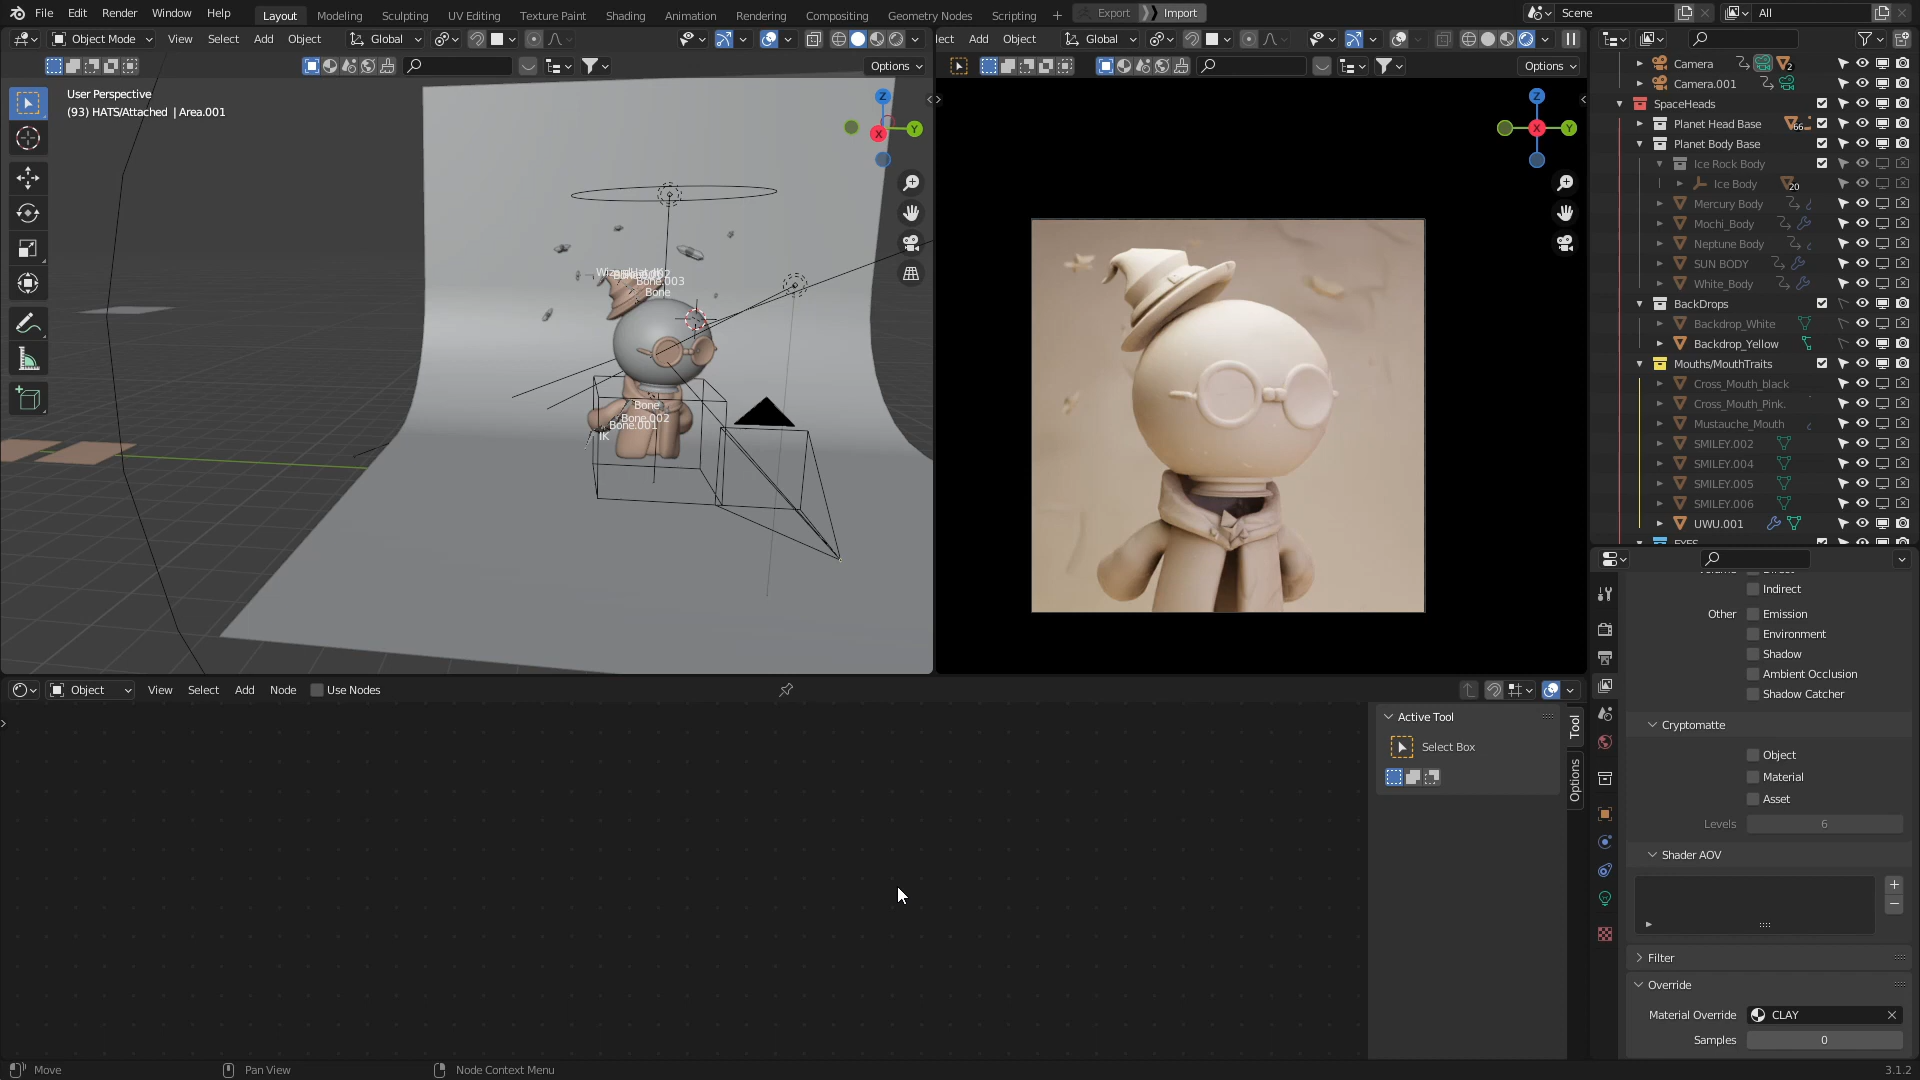 File Edit Render Window Help Layout Modeling Sculpting UV Editing Texture Paint Shading Animation Rendering Compositing Geometry Nodes Scripting + Export Import Scene All
Object Mode View Select Add Object Global lect Add Object Global
Options Options
User Perspective
(93) HATS/Attached | Area.001
Z
Y
X
Z
X
Y
Bone.003
Bone
Bone
Bone.002
Bone.001
IK
Camera 2
Camera.001
SpaceHeads
Planet Head Base 66
Planet Body Base
Ice Rock Body
Ice Body 20
Mercury Body
Mochi_Body
Neptune Body
SUN BODY
White_Body
BackDrops
Backdrop_White
Backdrop_Yellow
Mouths/MouthTraits
Cross_Mouth_black
Cross_Mouth_Pink.
Mustauche_Mouth
SMILEY.002
SMILEY.004
SMILEY.005
SMILEY.006
UWU.001
Indirect
Other Emission
Environment
Shadow
Ambient Occlusion
Shadow Catcher
Cryptomatte
Object
Material
Asset
Levels 6
Shader AOV
Filter
Override
Material Override CLAY
Samples 0
Object View Select Add Node Use Nodes
Active Tool
Select Box
Tool
Options
Move Pan View Node Context Menu 3.1.2